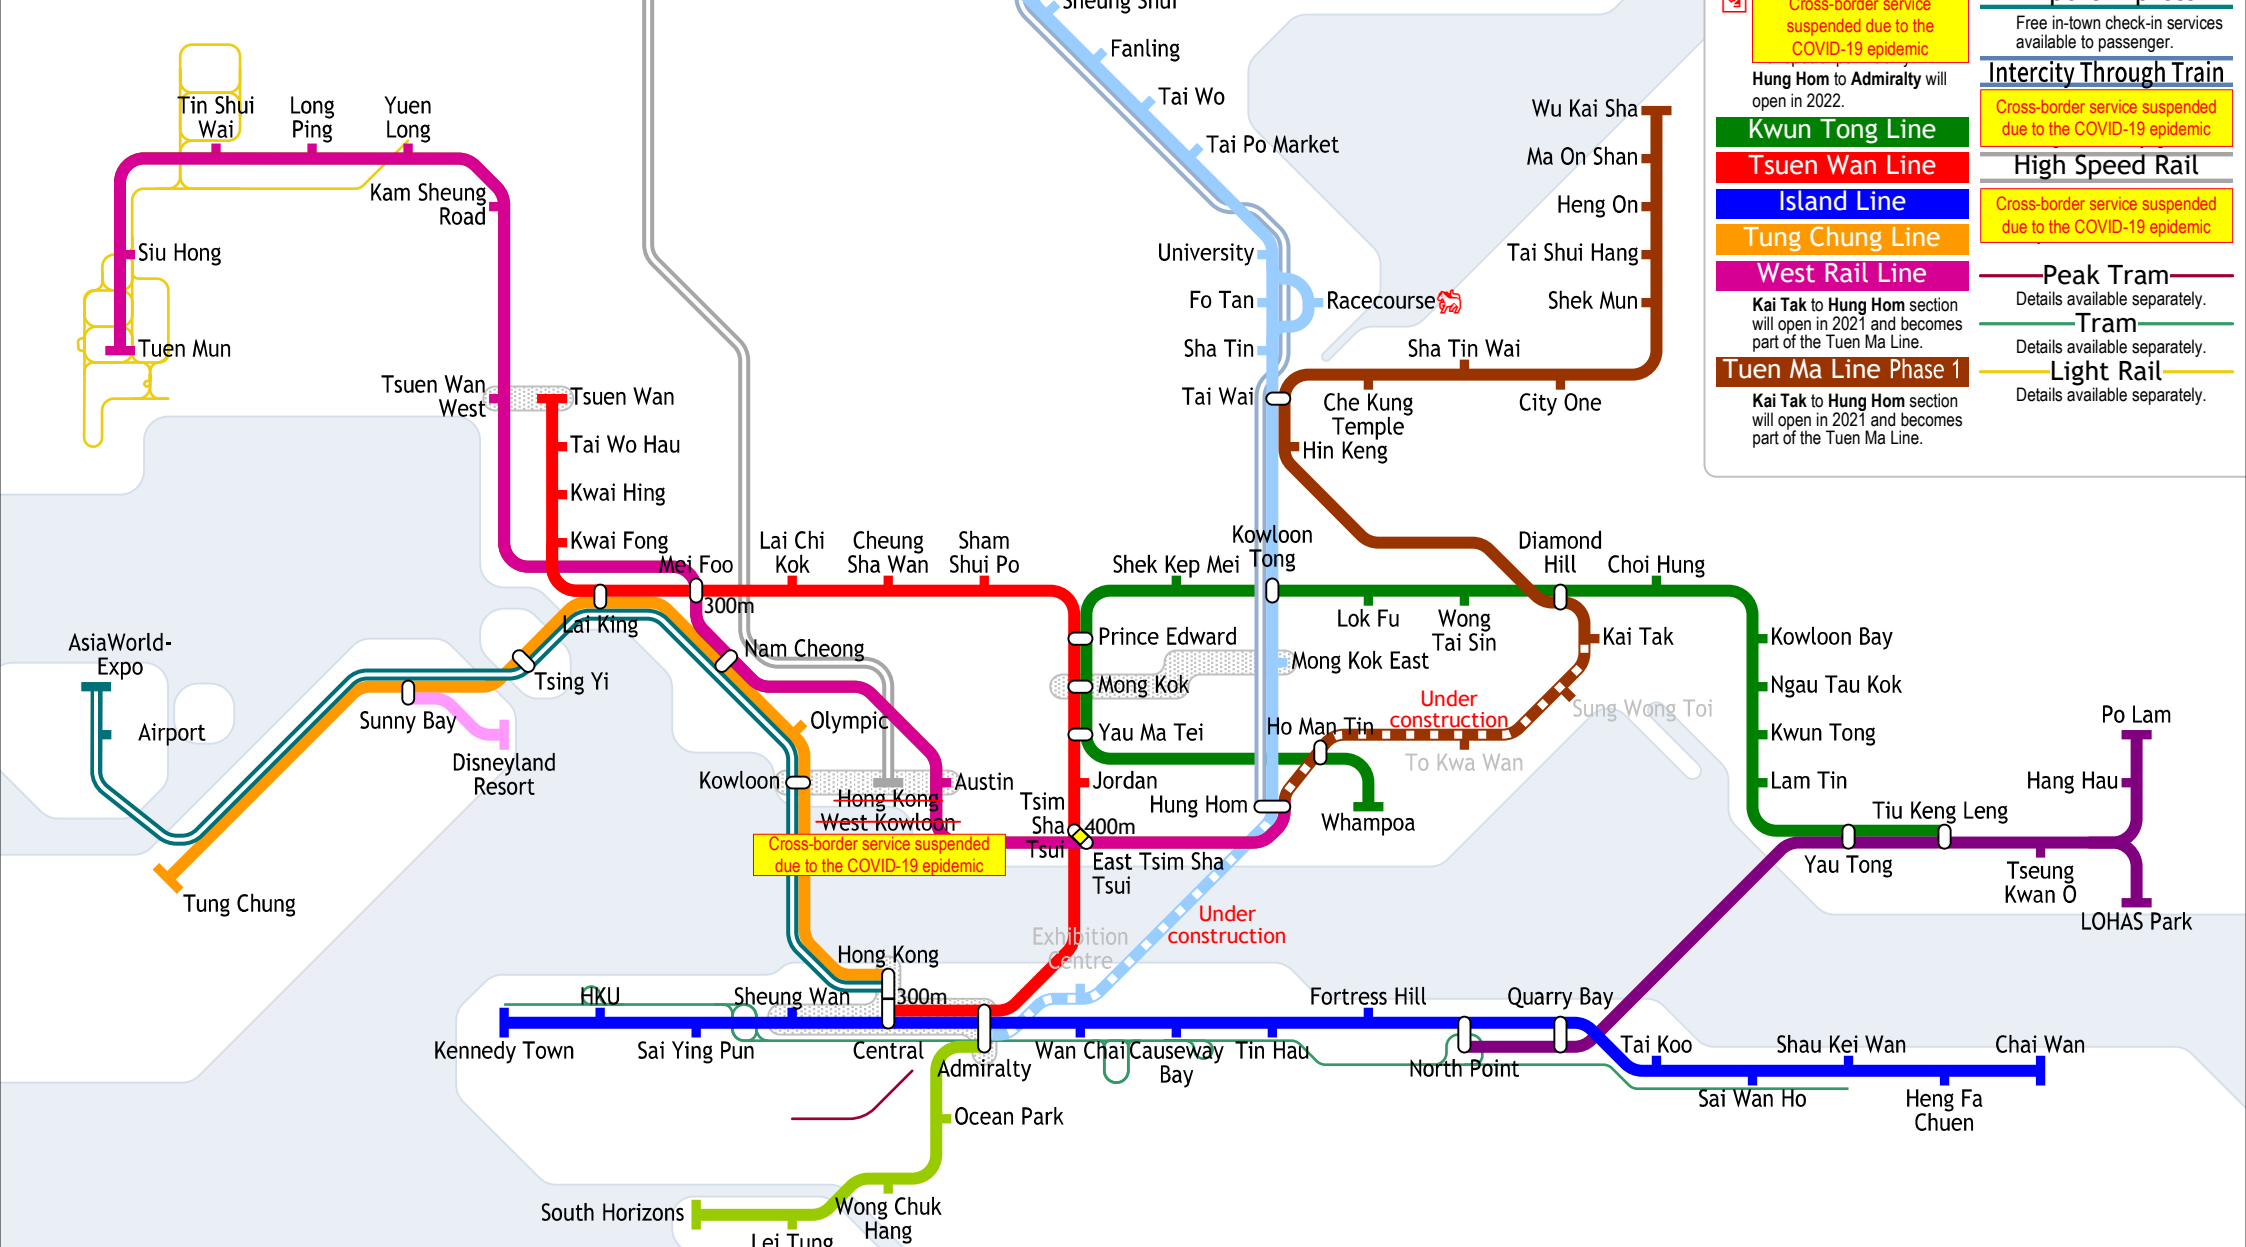 Sheung Shui
Fanling
Tai Wo
Tai Po Market
University
Fo Tan
Racecourse
Sha Tin
Tai Wai
Wu Kai Sha
Ma On Shan
Heng On
Tai Shui Hang
Shek Mun
Sha Tin Wai
Che Kung
Temple
City One
Hin Keng
Tin Shui
Wai
Long
Ping
Yuen
Long
Kam Sheung
Road
Siu Hong
Tuen Mun
Tsuen Wan
West
Tsuen Wan
Tai Wo Hau
Kwai Hing
Kwai Fong
Mei Foo
300m
Lai Chi
Kok
Cheung
Sha Wan
Sham
Shui Po
Shek Kep Mei
Kowloon
Tong
Lok Fu
Wong
Tai Sin
Diamond
Hill
Choi Hung
Lai King
Nam Cheong
Prince Edward
Mong Kok East
Mong Kok
Yau Ma Tei
Kai Tak
Kowloon Bay
Ngau Tau Kok
Kwun Tong
Lam Tin
AsiaWorld-
Expo
Airport
Tsing Yi
Sunny Bay
Disneyland
Resort
Tung Chung
Olympic
Kowloon
Hong Kong
West Kowloon
Cross-border service suspended
due to the COVID-19 epidemic
Austin
Jordan
Tsim
Sha
Tsui
400m
East Tsim Sha
Tsui
Hung Hom
Ho Man Tin
Whampoa
Under
construction
Sung Wong Toi
To Kwa Wan
Po Lam
Hang Hau
Tiu Keng Leng
Yau Tong
Tseung
Kwan O
LOHAS Park
Under
construction
Exhibition
Centre
Hong Kong
300m
HKU
Sheung Wan
Kennedy Town
Sai Ying Pun
Central
Admiralty
Wan Chai
Causeway
Bay
Tin Hau
Fortress Hill
North Point
Quarry Bay
Tai Koo
Sai Wan Ho
Shau Kei Wan
Heng Fa
Chuen
Chai Wan
Ocean Park
Wong Chuk
Hang
South Horizons
Lei Tung
Cross-border service
suspended due to the
COVID-19 epidemic
Hung Hom to Admiralty will
open in 2022.
Kwun Tong Line
Tsuen Wan Line
Island Line
Tung Chung Line
West Rail Line
Kai Tak to Hung Hom section
will open in 2021 and becomes
part of the Tuen Ma Line.
Tuen Ma Line Phase 1
Kai Tak to Hung Hom section
will open in 2021 and becomes
part of the Tuen Ma Line.
Free in-town check-in services
available to passenger.
Intercity Through Train
Cross-border service suspended
due to the COVID-19 epidemic
High Speed Rail
Cross-border service suspended
due to the COVID-19 epidemic
Peak Tram
Details available separately.
Tram
Details available separately.
Light Rail
Details available separately.